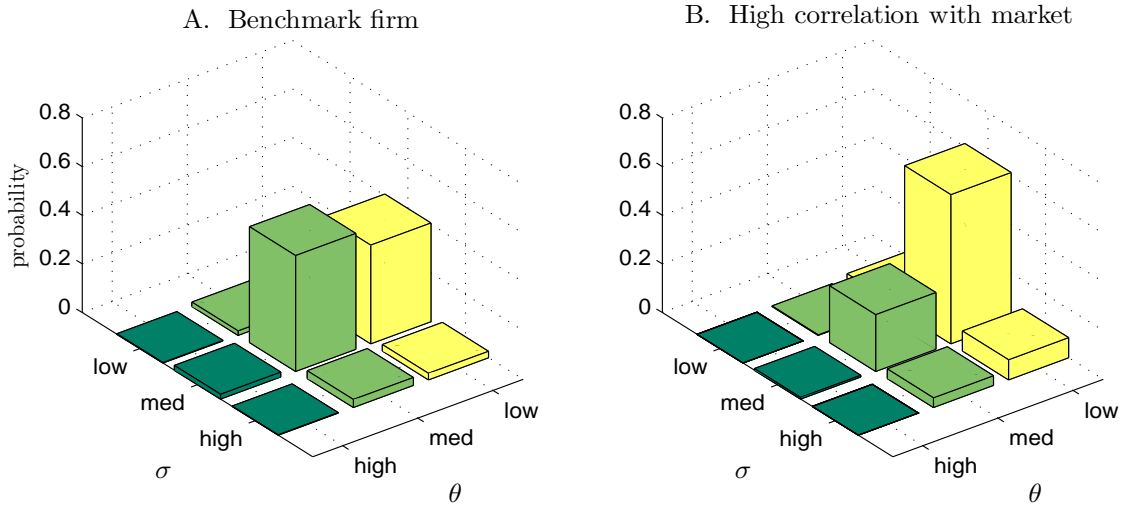 A. Benchmark firm
0.8
0.6
0.4
0.2
0
probability
low
med
high
σ
high
med
low
θ
B. High correlation with market
0.8
0.6
0.4
0.2
0
low
med
high
σ
high
med
low
θ